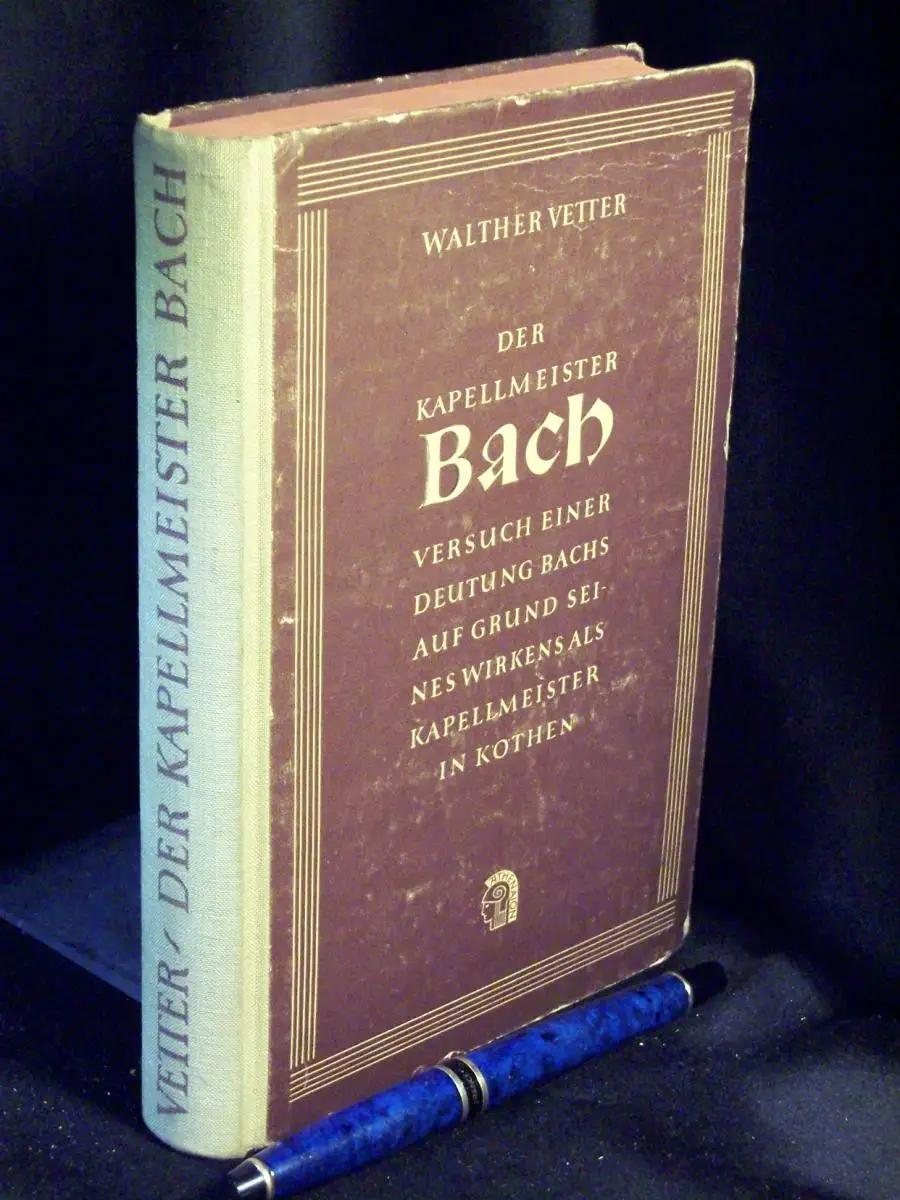 VETTER / DER KAPELLMEISTER BACH
WALTHER VETTER
DER
KAPELLMEISTER
Bach
VERSUCH EINER
DEUTUNG BACHS
AUF GRUND SEI-
NES WIRKENS ALS
KAPELLMEISTER
IN KÖTHEN
ATHENAION